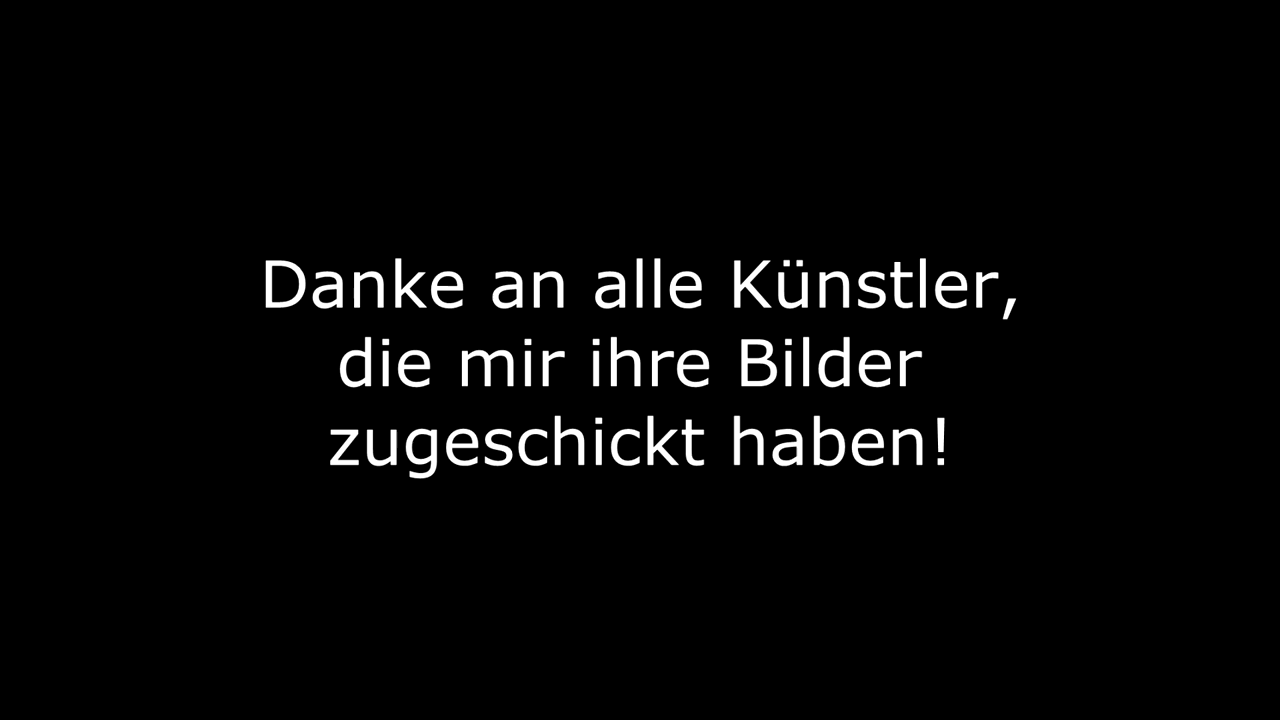 Danke an alle Künstler,
die mir ihre Bilder
zugeschickt haben!